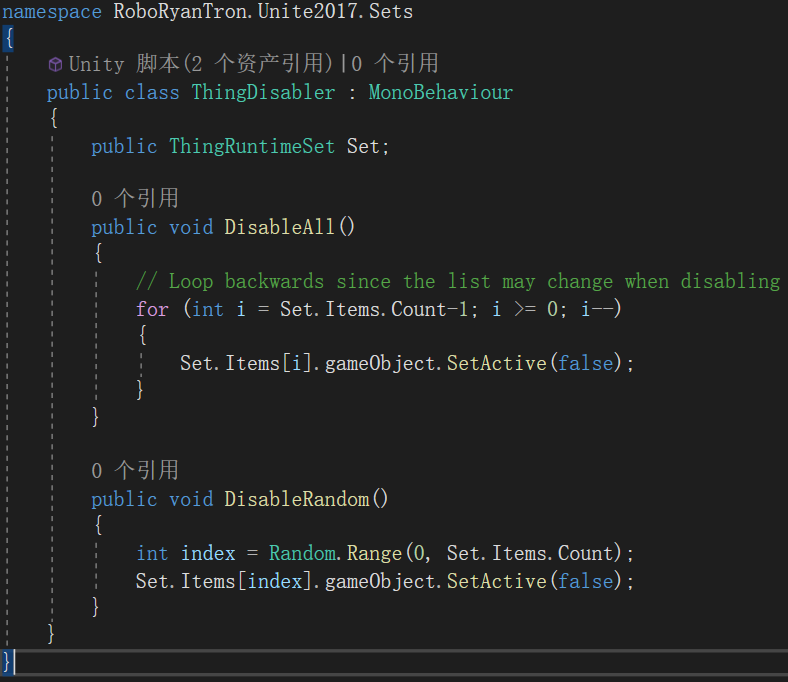 namespace RoboRyanTron.Unite2017.Sets
{
Unity 脚本(2 个资产引用)|0 个引用
public class ThingDisabler : MonoBehaviour
{
public ThingRuntimeSet Set;
0 个引用
public void DisableAll()
{
// Loop backwards since the list may change when disabling
for (int i = Set.Items.Count-1; i >= 0; i--)
{
Set.Items[i].gameObject.SetActive(false);
}
}
0 个引用
public void DisableRandom()
{
int index = Random.Range(0, Set.Items.Count);
Set.Items[index].gameObject.SetActive(false);
}
}
}